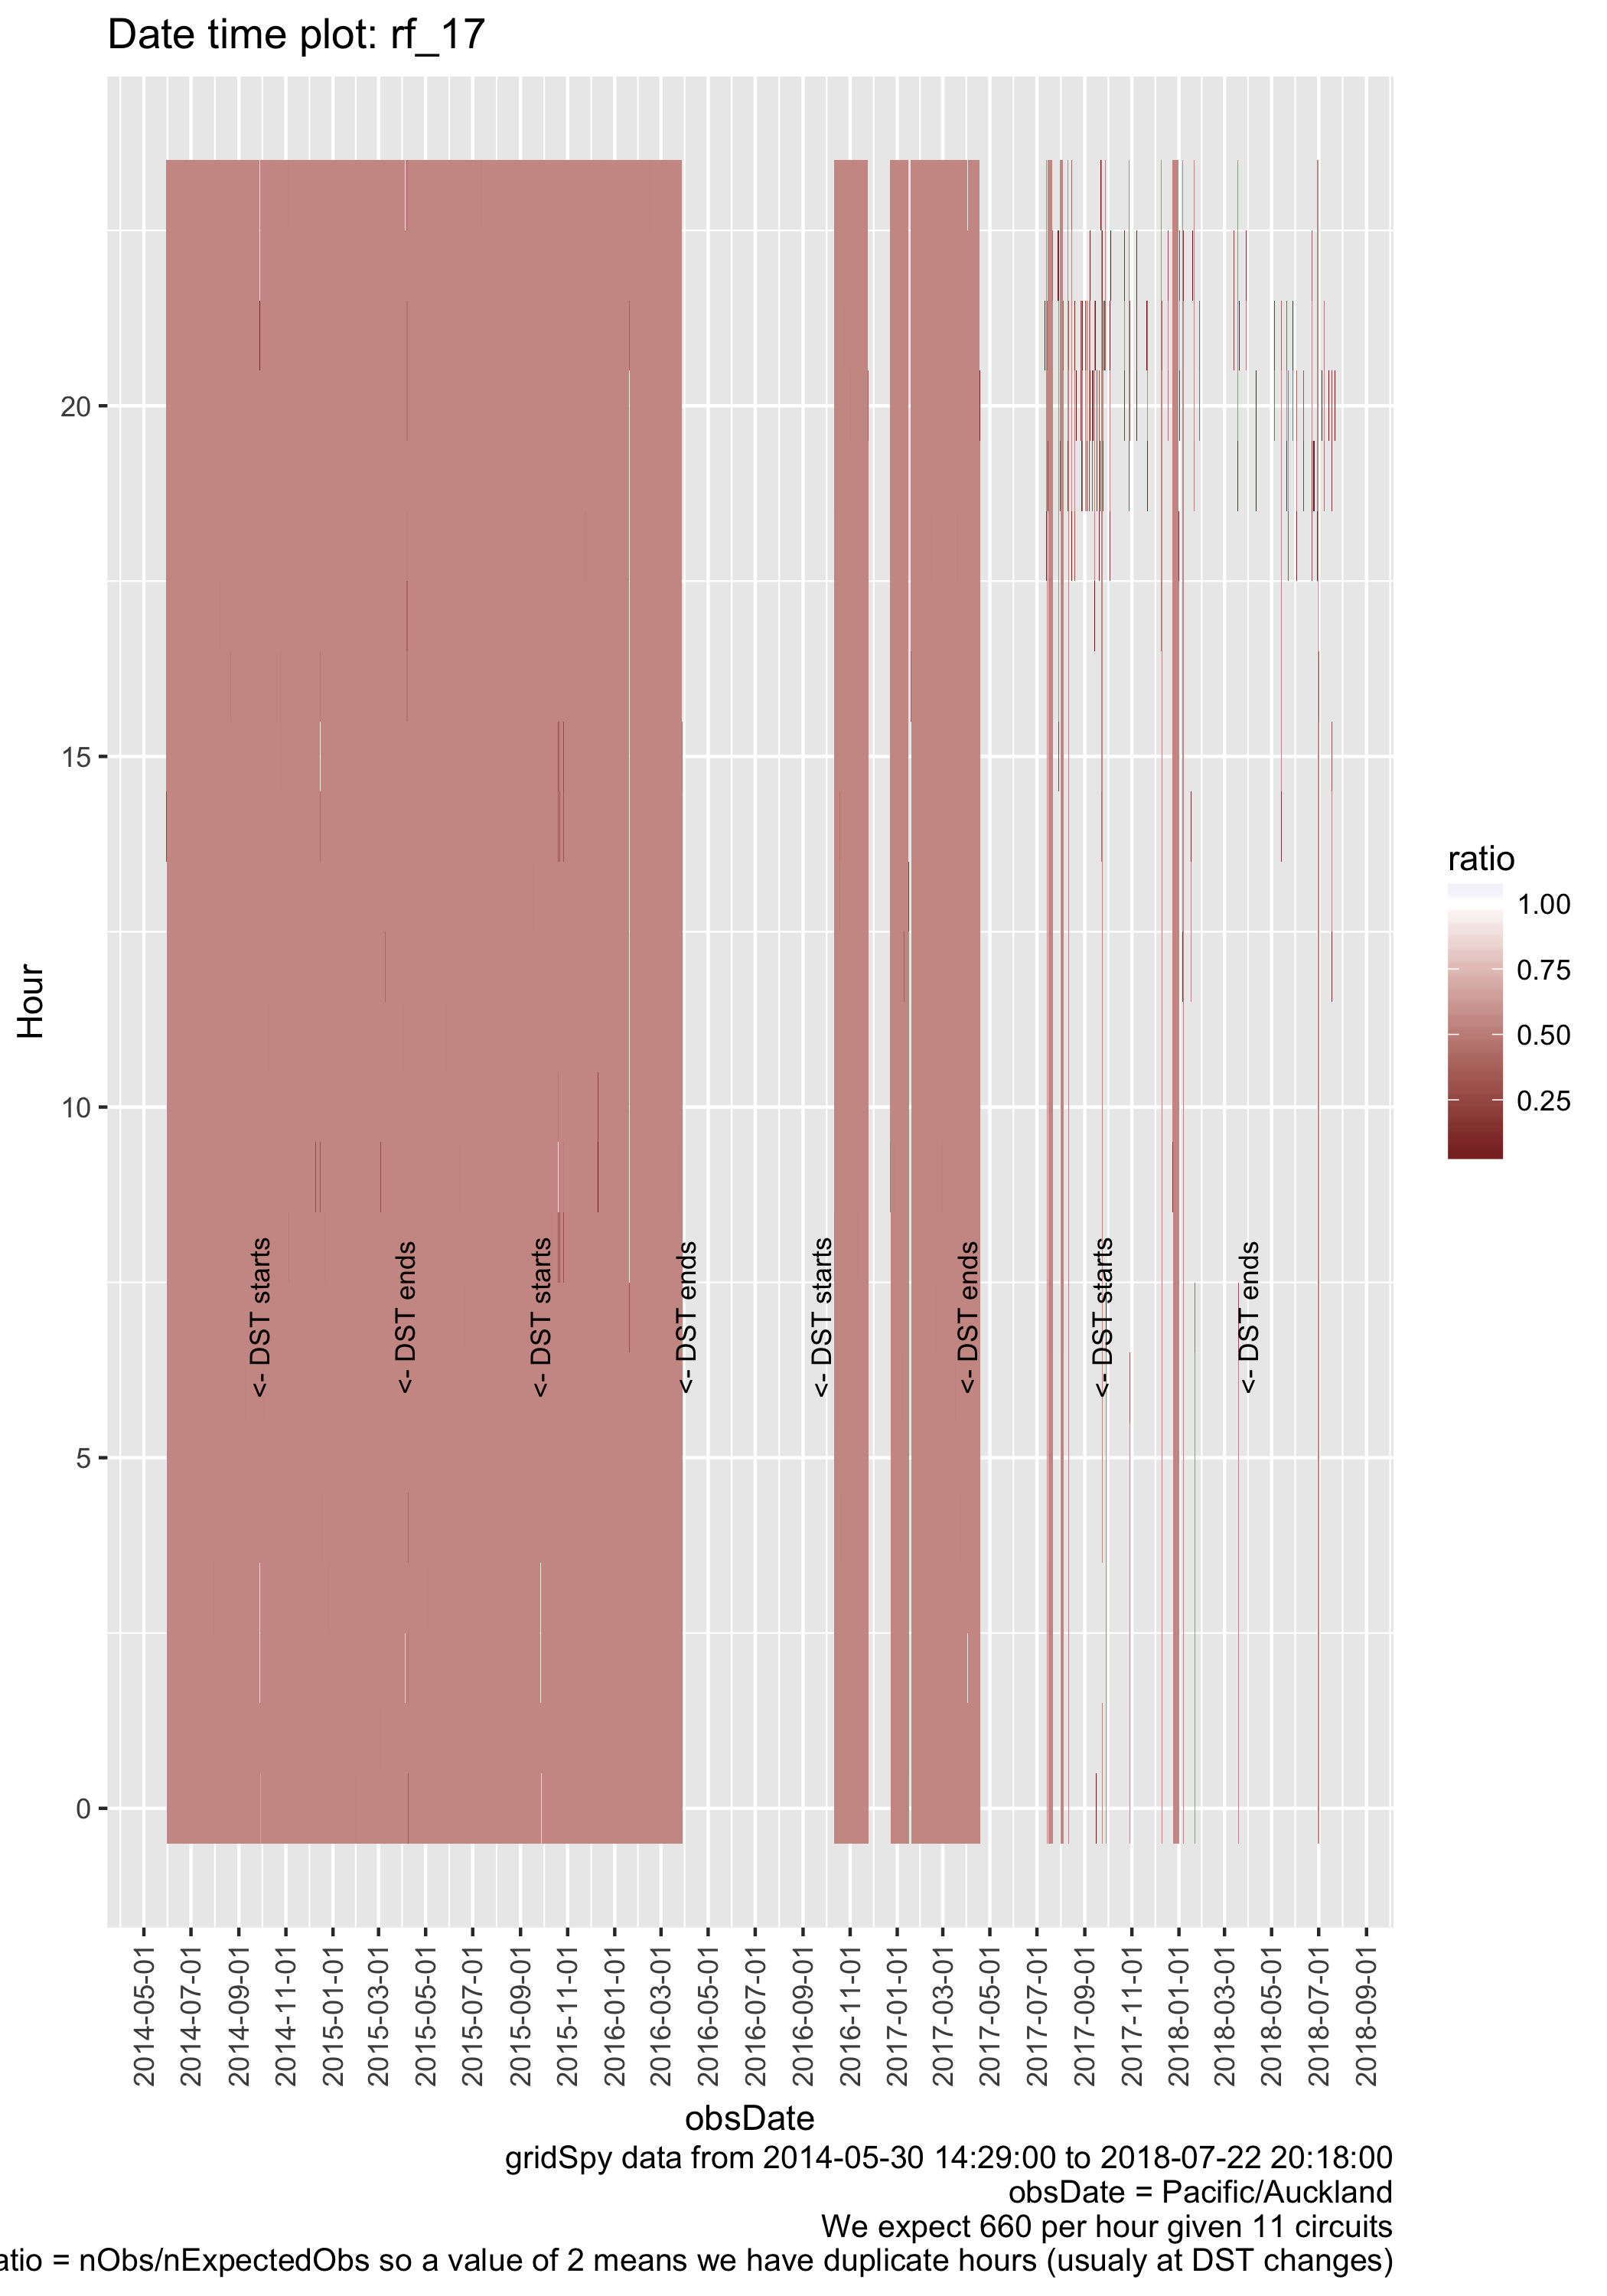 Date time plot: rf_17
Hour
20
15
10
5
0
<- DST starts
<- DST ends
<- DST starts
<- DST ends
<- DST starts
<- DST ends
<- DST starts
<- DST ends
ratio
1.00
0.75
0.50
0.25
2014-05-01
2014-07-01
2014-09-01
2014-11-01
2015-01-01
2015-03-01
2015-05-01
2015-07-01
2015-09-01
2015-11-01
2016-01-01
2016-03-01
2016-05-01
2016-07-01
2016-09-01
2016-11-01
2017-01-01
2017-03-01
2017-05-01
2017-07-01
2017-09-01
2017-11-01
2018-01-01
2018-03-01
2018-05-01
2018-07-01
2018-09-01
obsDate
gridSpy data from 2014-05-30 14:29:00 to 2018-07-22 20:18:00
obsDate = Pacific/Auckland
We expect 660 per hour given 11 circuits
atio = nObs/nExpectedObs so a value of 2 means we have duplicate hours (usualy at DST changes)